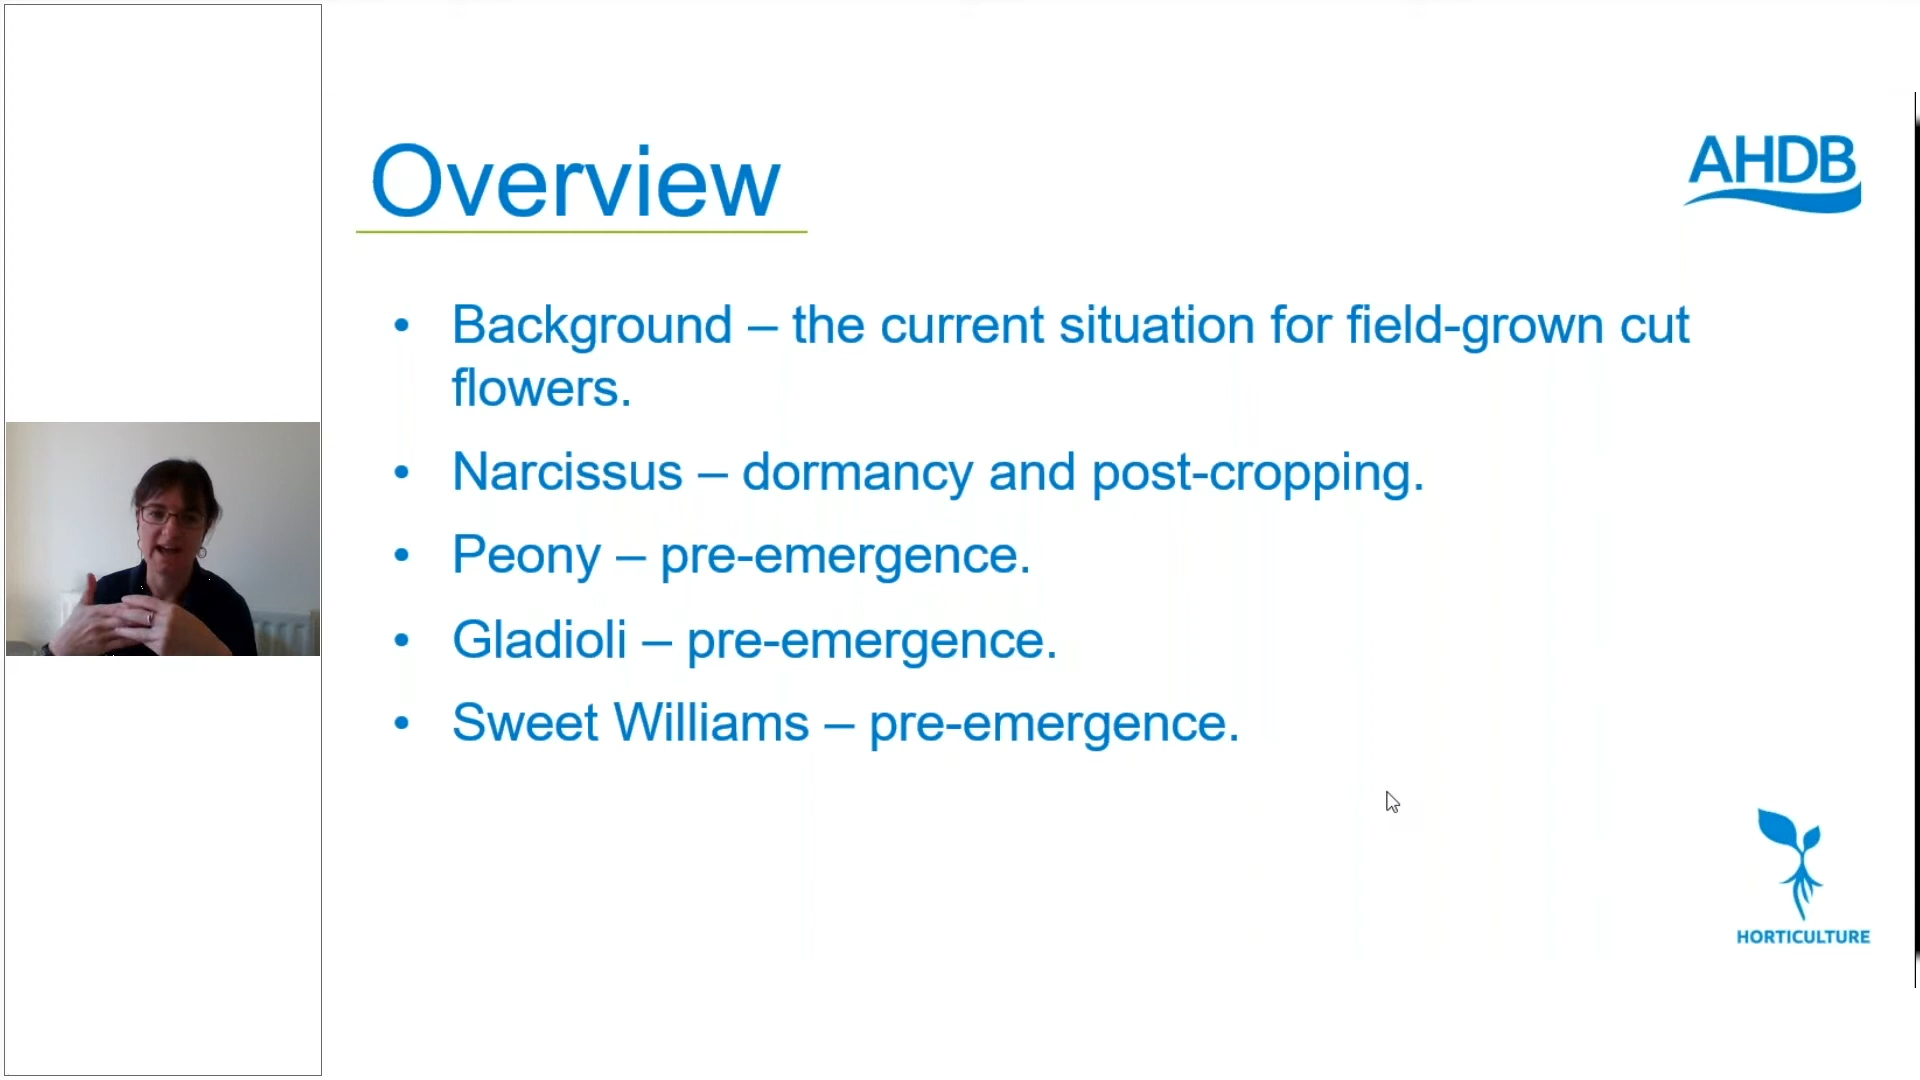 Overview
AHDB
• Background – the current situation for field-grown cut
flowers.
• Narcissus – dormancy and post-cropping.
• Peony – pre-emergence.
• Gladioli – pre-emergence.
• Sweet Williams – pre-emergence.
HORTICULTURE